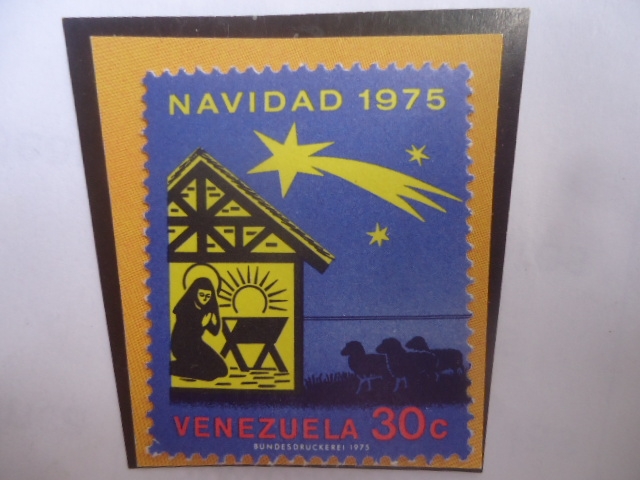 NAVIDAD 1975
VENEZUELA 30c
BUNDESDRUCKEREI 1975